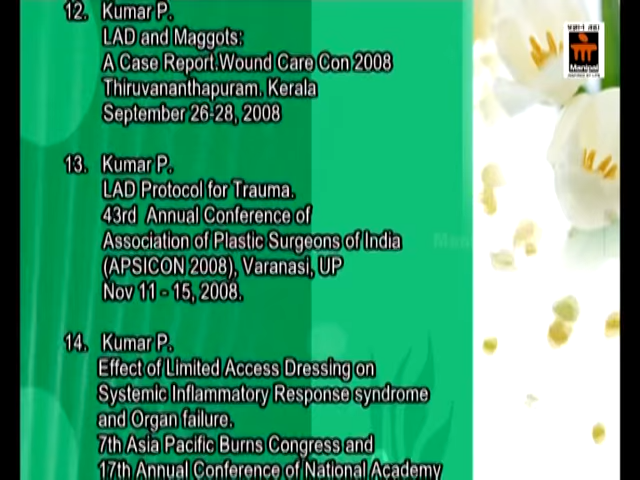 12. Kumar P.
LAD and Maggots:
A Case Report.Wound Care Con 2008
Thiruvananthapuram. Kerala
September 26-28, 2008
13. Kumar P.
LAD Protocol for Trauma.
43rd Annual Conference of
Association of Plastic Surgeons of India
(APSICON 2008), Varanasi, UP
Nov 11 - 15, 2008.
14. Kumar P.
Effect of Limited Access Dressing on
Systemic Inflammatory Response syndrome
and Organ failure.
7th Asia Pacific Burns Congress and
17th Annual Conference of National Academy
Manipal
INSPIRED BY LIFE